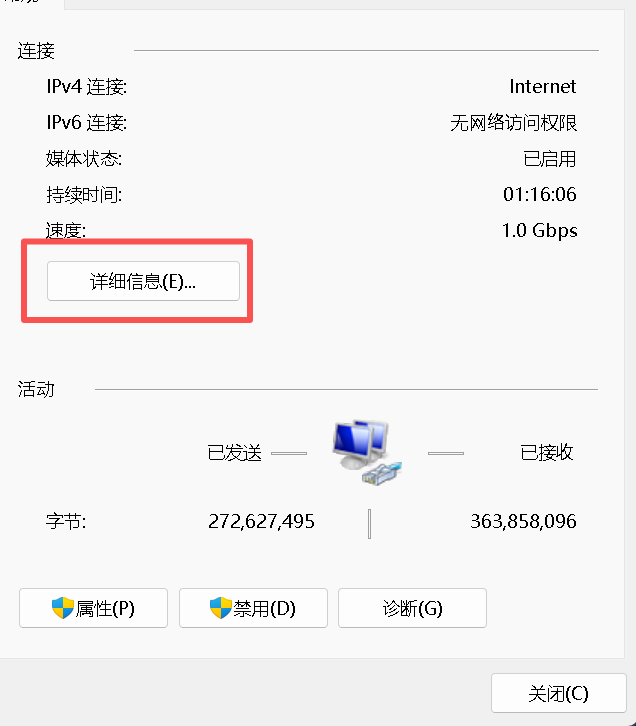 连接
IPv4 连接: Internet
IPv6 连接: 无网络访问权限
媒体状态: 已启用
持续时间: 01:16:06
速度: 1.0 Gbps
详细信息(E)...
活动
已发送 已接收
字节: 272,627,495 363,858,096
属性(P) 禁用(D) 诊断(G)
关闭(C)